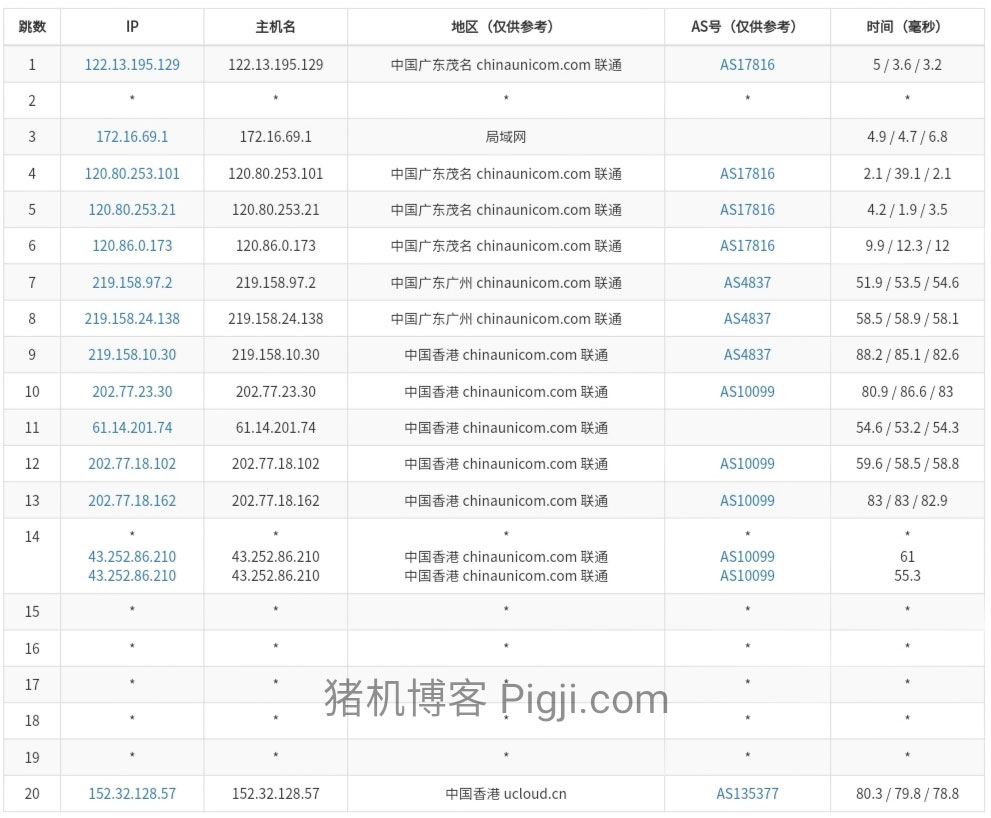 跳数 IP 主机名 地区（仅供参考） AS号（仅供参考） 时间（毫秒）
1 122.13.195.129 122.13.195.129 中国广东茂名 chinaunicom.com 联通 AS17816 5 / 3.6 / 3.2
2 * * * * *
3 172.16.69.1 172.16.69.1 局域网 4.9 / 4.7 / 6.8
4 120.80.253.101 120.80.253.101 中国广东茂名 chinaunicom.com 联通 AS17816 2.1 / 39.1 / 2.1
5 120.80.253.21 120.80.253.21 中国广东茂名 chinaunicom.com 联通 AS17816 4.2 / 1.9 / 3.5
6 120.86.0.173 120.86.0.173 中国广东茂名 chinaunicom.com 联通 AS17816 9.9 / 12.3 / 12
7 219.158.97.2 219.158.97.2 中国广东广州 chinaunicom.com 联通 AS4837 51.9 / 53.5 / 54.6
8 219.158.24.138 219.158.24.138 中国广东广州 chinaunicom.com 联通 AS4837 58.5 / 58.9 / 58.1
9 219.158.10.30 219.158.10.30 中国香港 chinaunicom.com 联通 AS4837 88.2 / 85.1 / 82.6
10 202.77.23.30 202.77.23.30 中国香港 chinaunicom.com 联通 AS10099 80.9 / 86.6 / 83
11 61.14.201.74 61.14.201.74 中国香港 chinaunicom.com 联通 54.6 / 53.2 / 54.3
12 202.77.18.102 202.77.18.102 中国香港 chinaunicom.com 联通 AS10099 59.6 / 58.5 / 58.8
13 202.77.18.162 202.77.18.162 中国香港 chinaunicom.com 联通 AS10099 83 / 83 / 82.9
14 * * * * *
43.252.86.210 43.252.86.210 中国香港 chinaunicom.com 联通 AS10099 61
43.252.86.210 43.252.86.210 中国香港 chinaunicom.com 联通 AS10099 55.3
15 * * * * *
16 * * * * *
17 * * * * *
猪机博客 Pigji.com
18 * * * * *
19 * * * * *
20 152.32.128.57 152.32.128.57 中国香港 ucloud.cn AS135377 80.3 / 79.8 / 78.8